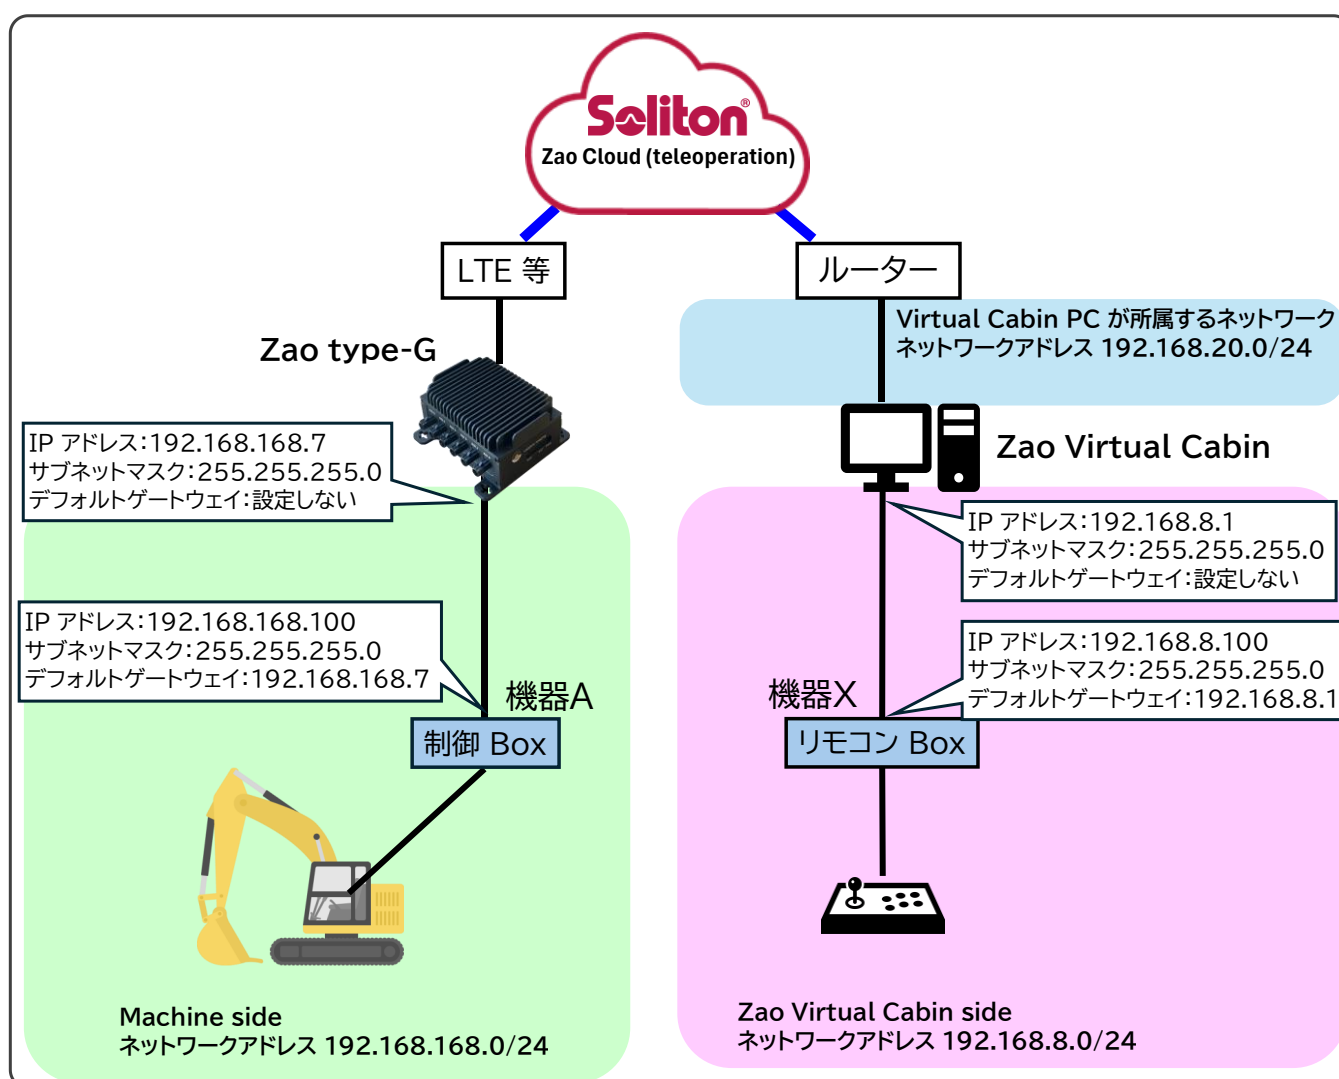 Soliton®
Zao Cloud (teleoperation)
LTE 等
ルーター
Virtual Cabin PC が所属するネットワーク
ネットワークアドレス 192.168.20.0/24
Zao type-G
Zao Virtual Cabin
IP アドレス：192.168.168.7
サブネットマスク：255.255.255.0
デフォルトゲートウェイ：設定しない
IP アドレス：192.168.8.1
サブネットマスク：255.255.255.0
デフォルトゲートウェイ：設定しない
IP アドレス：192.168.168.100
サブネットマスク：255.255.255.0
デフォルトゲートウェイ：192.168.168.7
IP アドレス：192.168.8.100
サブネットマスク：255.255.255.0
デフォルトゲートウェイ：192.168.8.1
機器A
制御 Box
機器X
リモコン Box
Machine side
ネットワークアドレス 192.168.168.0/24
Zao Virtual Cabin side
ネットワークアドレス 192.168.8.0/24